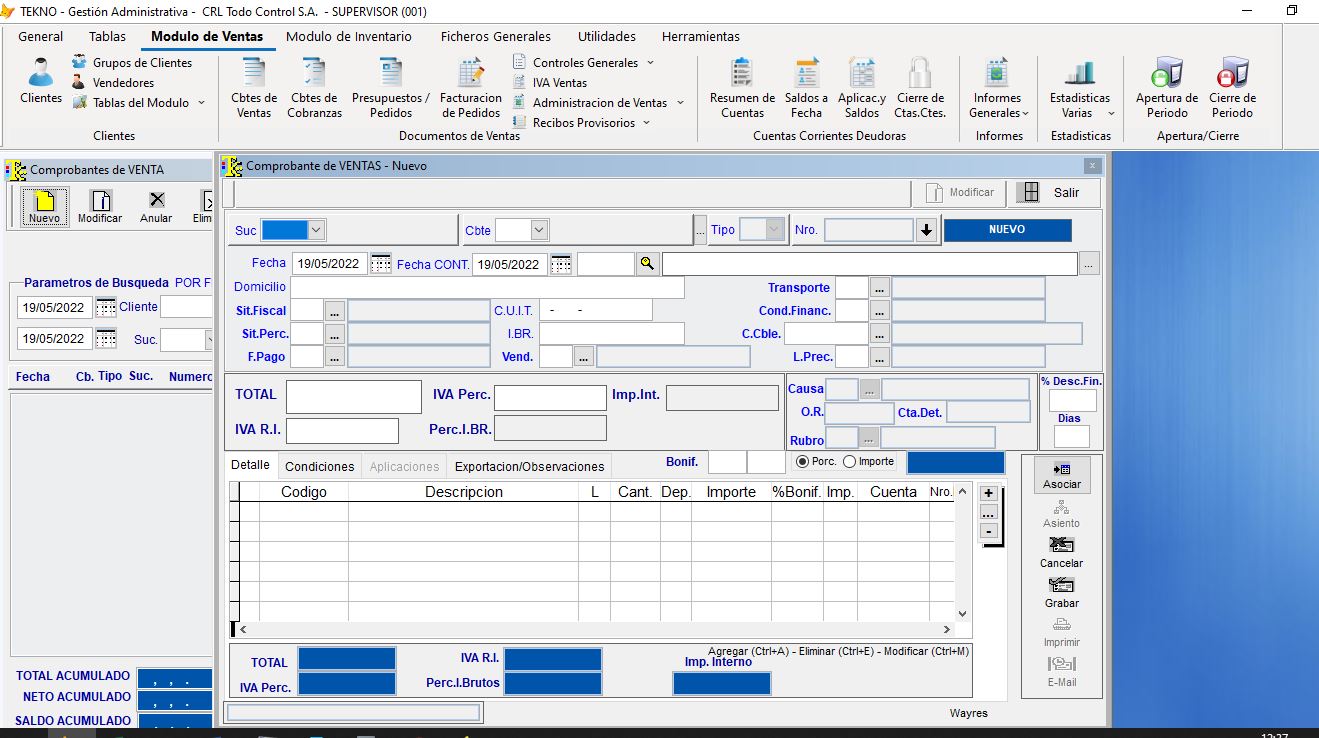 TEKNO - Gestión Administrativa - CRL Todo Control S.A. - SUPERVISOR (001)
General Tablas Modulo de Ventas Modulo de Inventario Ficheros Generales Utilidades Herramientas
Clientes
Grupos de Clientes
Vendedores
Tablas del Modulo
Clientes
Cbtes de Ventas
Cbtes de Cobranzas
Presupuestos / Pedidos
Facturacion de Pedidos
Controles Generales
IVA Ventas
Administracion de Ventas
Recibos Provisorios
Documentos de Ventas
Resumen de Cuentas
Saldos a Fecha
Aplicac.y Saldos
Cierre de Ctas.Ctes.
Cuentas Corrientes Deudoras
Informes Generales
Informes
Estadisticas Varias
Estadisticas
Apertura de Periodo
Cierre de Periodo
Apertura/Cierre
Comprobantes de VENTA
Nuevo Modificar Anular Elim
Parametros de Busqueda POR F
19/05/2022 Cliente
19/05/2022 Suc.
Fecha Cb. Tipo Suc. Numero
TOTAL ACUMULADO , , .
NETO ACUMULADO , , .
SALDO ACUMULADO , , .
Comprobante de VENTAS - Nuevo
Modificar Salir
Suc Cbte ... Tipo Nro. NUEVO
Fecha 19/05/2022 Fecha CONT. 19/05/2022 ...
Domicilio Transporte ...
Sit.Fiscal ... C.U.I.T. - - Cond.Financ. ...
Sit.Perc. ... I.BR. C.Cble. ...
F.Pago ... Vend. ... L.Prec. ...
TOTAL IVA Perc. Imp.Int. Causa ... % Desc.Fin.
O.R. Cta.Det. Dias
IVA R.I. Perc.I.BR. Rubro ...
Detalle Condiciones Aplicaciones Exportacion/Observaciones Bonif. Porc. Importe
Codigo Descripcion L Cant. Dep. Importe %Bonif. Imp. Cuenta Nro.
+
...
-
Asociar
Asiento
Cancelar
Grabar
Imprimir
E-Mail
Agregar (Ctrl+A) - Eliminar (Ctrl+E) - Modificar (Ctrl+M)
TOTAL IVA R.I. Imp. Interno
IVA Perc. Perc.I.Brutos
Wayres